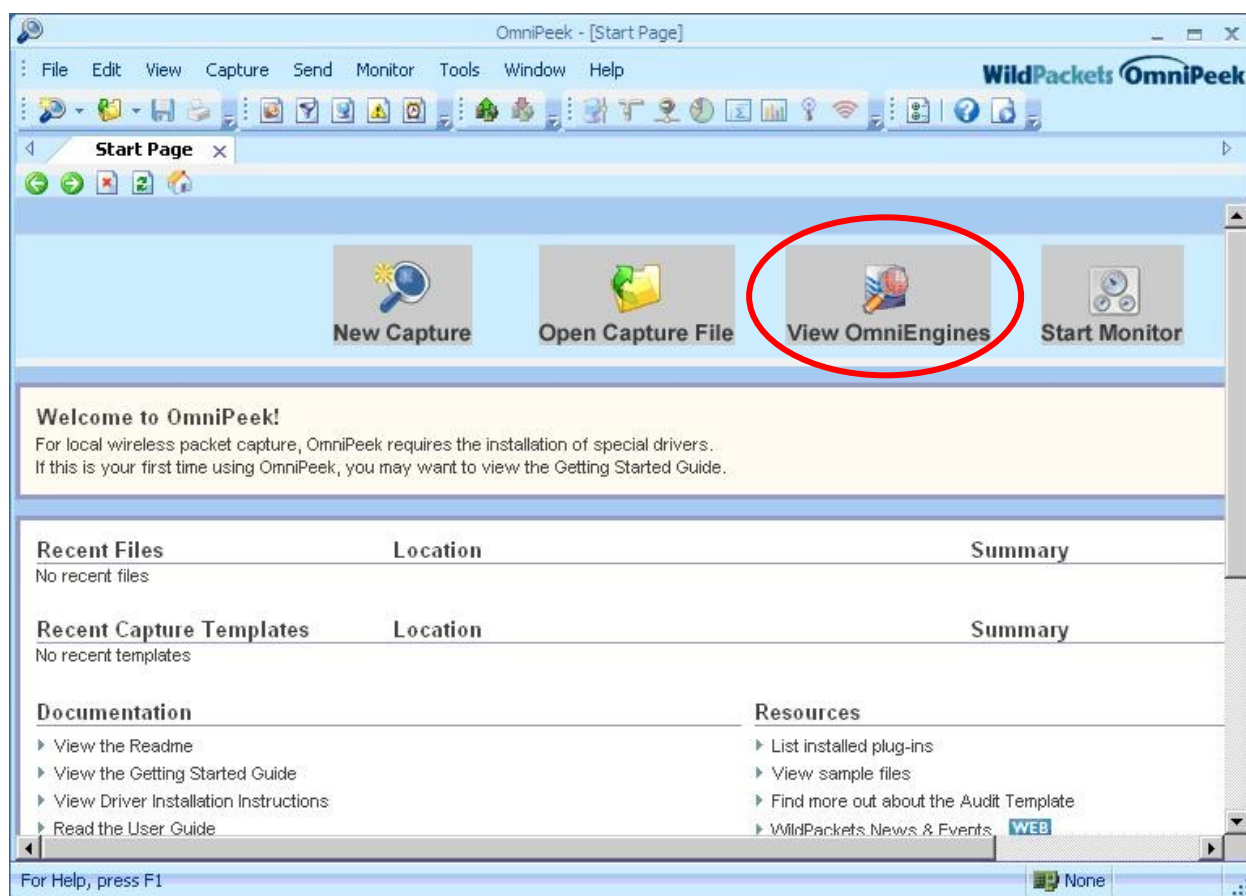 OmniPeek - [Start Page]
File Edit View Capture Send Monitor Tools Window Help
WildPackets OmniPeek
Start Page
New Capture
Open Capture File
View OmniEngines
Start Monitor
Welcome to OmniPeek!
For local wireless packet capture, OmniPeek requires the installation of special drivers.
If this is your first time using OmniPeek, you may want to view the Getting Started Guide.
Recent Files Location Summary
No recent files
Recent Capture Templates Location Summary
No recent templates
Documentation
View the Readme
View the Getting Started Guide
View Driver Installation Instructions
Read the User Guide
Resources
List installed plug-ins
View sample files
Find more out about the Audit Template
WildPackets News & Events WEB
For Help, press F1
None